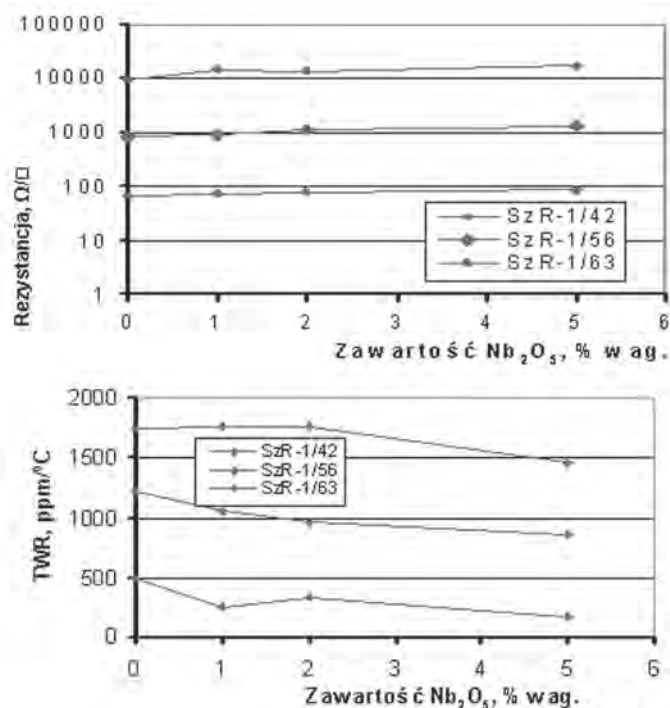 100000
10000
1000
100
10
1
Rezystancja, Ω/□
SzR-1/42
SzR-1/56
SzR-1/63
0 1 2 3 4 5 6
Zawartość Nb₂O₅, % wag.
2000
1500
1000
500
0
TWR, ppm/ºC
SzR-1/42
SzR-1/56
SzR-1/63
0 1 2 3 4 5 6
Zawartość Nb₂O₅, % wag.